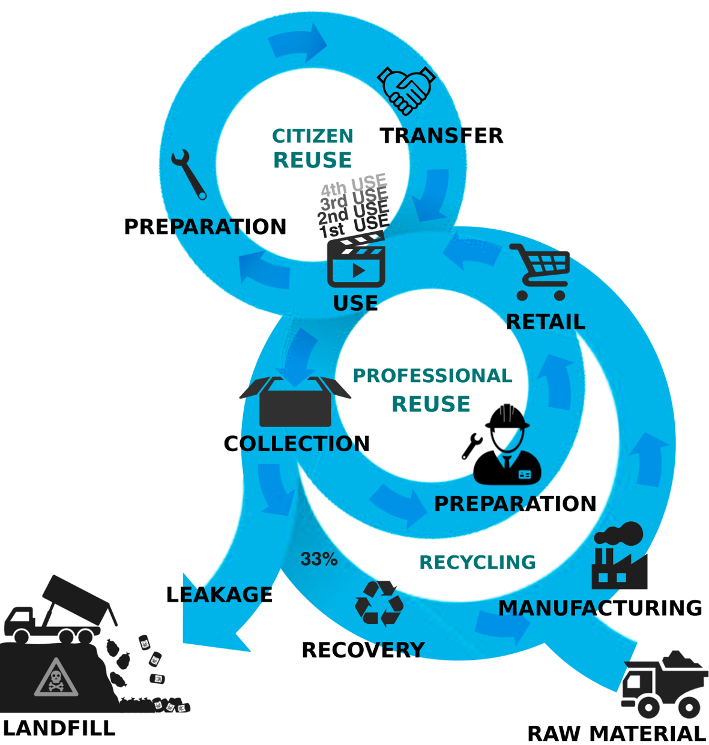 CITIZEN
REUSE
TRANSFER
4th USE
3rd USE
2nd USE
1st USE
PREPARATION
USE
RETAIL
PROFESSIONAL
REUSE
COLLECTION
PREPARATION
33%
RECYCLING
LEAKAGE
MANUFACTURING
RECOVERY
LANDFILL
RAW MATERIAL